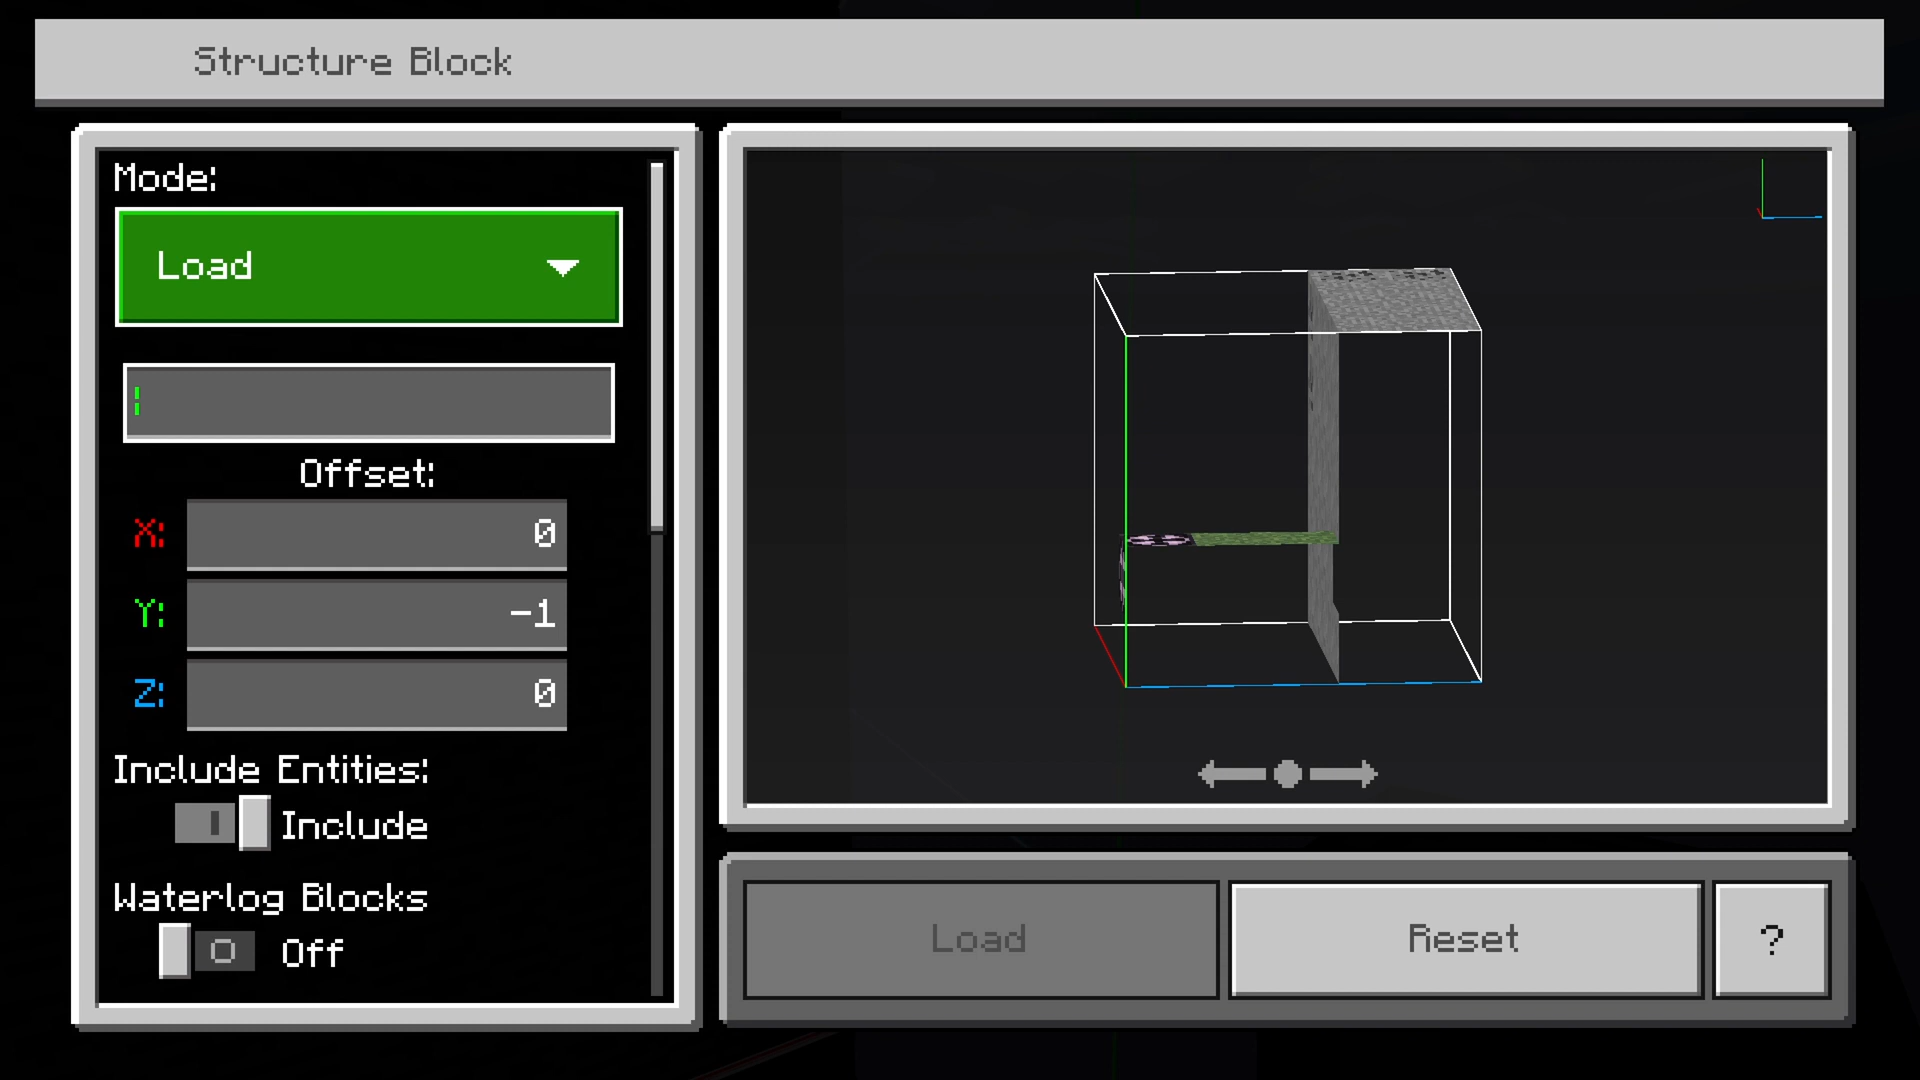 Structure Block
Mode:
Load
Offset:
X: 0
Y: -1
Z: 0
Include Entities:
Include
Waterlog Blocks
Off
Load
Reset
?